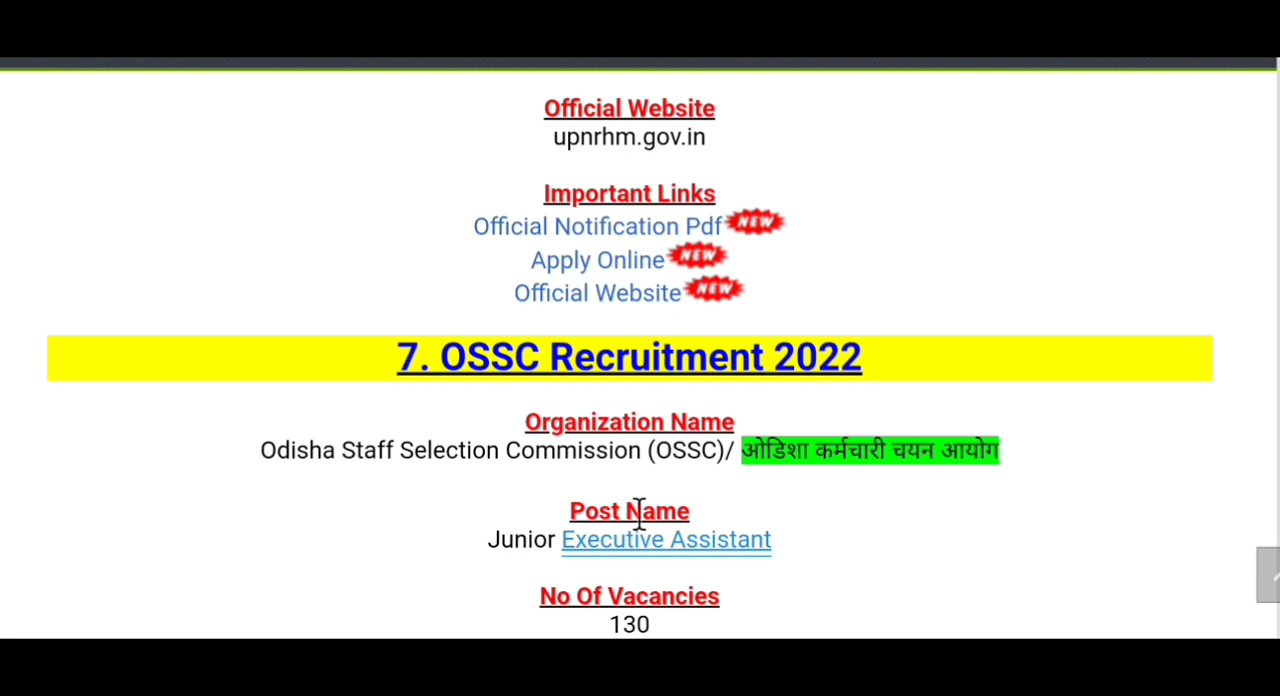 Official Website
upnrhm.gov.in
Important Links
Official Notification Pdf NEW
Apply Online NEW
Official Website NEW
7. OSSC Recruitment 2022
Organization Name
Odisha Staff Selection Commission (OSSC)/ ओडिशा कर्मचारी चयन आयोग
Post Name
Junior Executive Assistant
No Of Vacancies
130